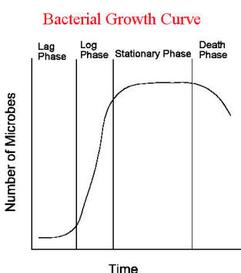 Bacterial Growth Curve
Lag Phase
Log Phase
Stationary Phase
Death Phase
Number of Microbes
Time